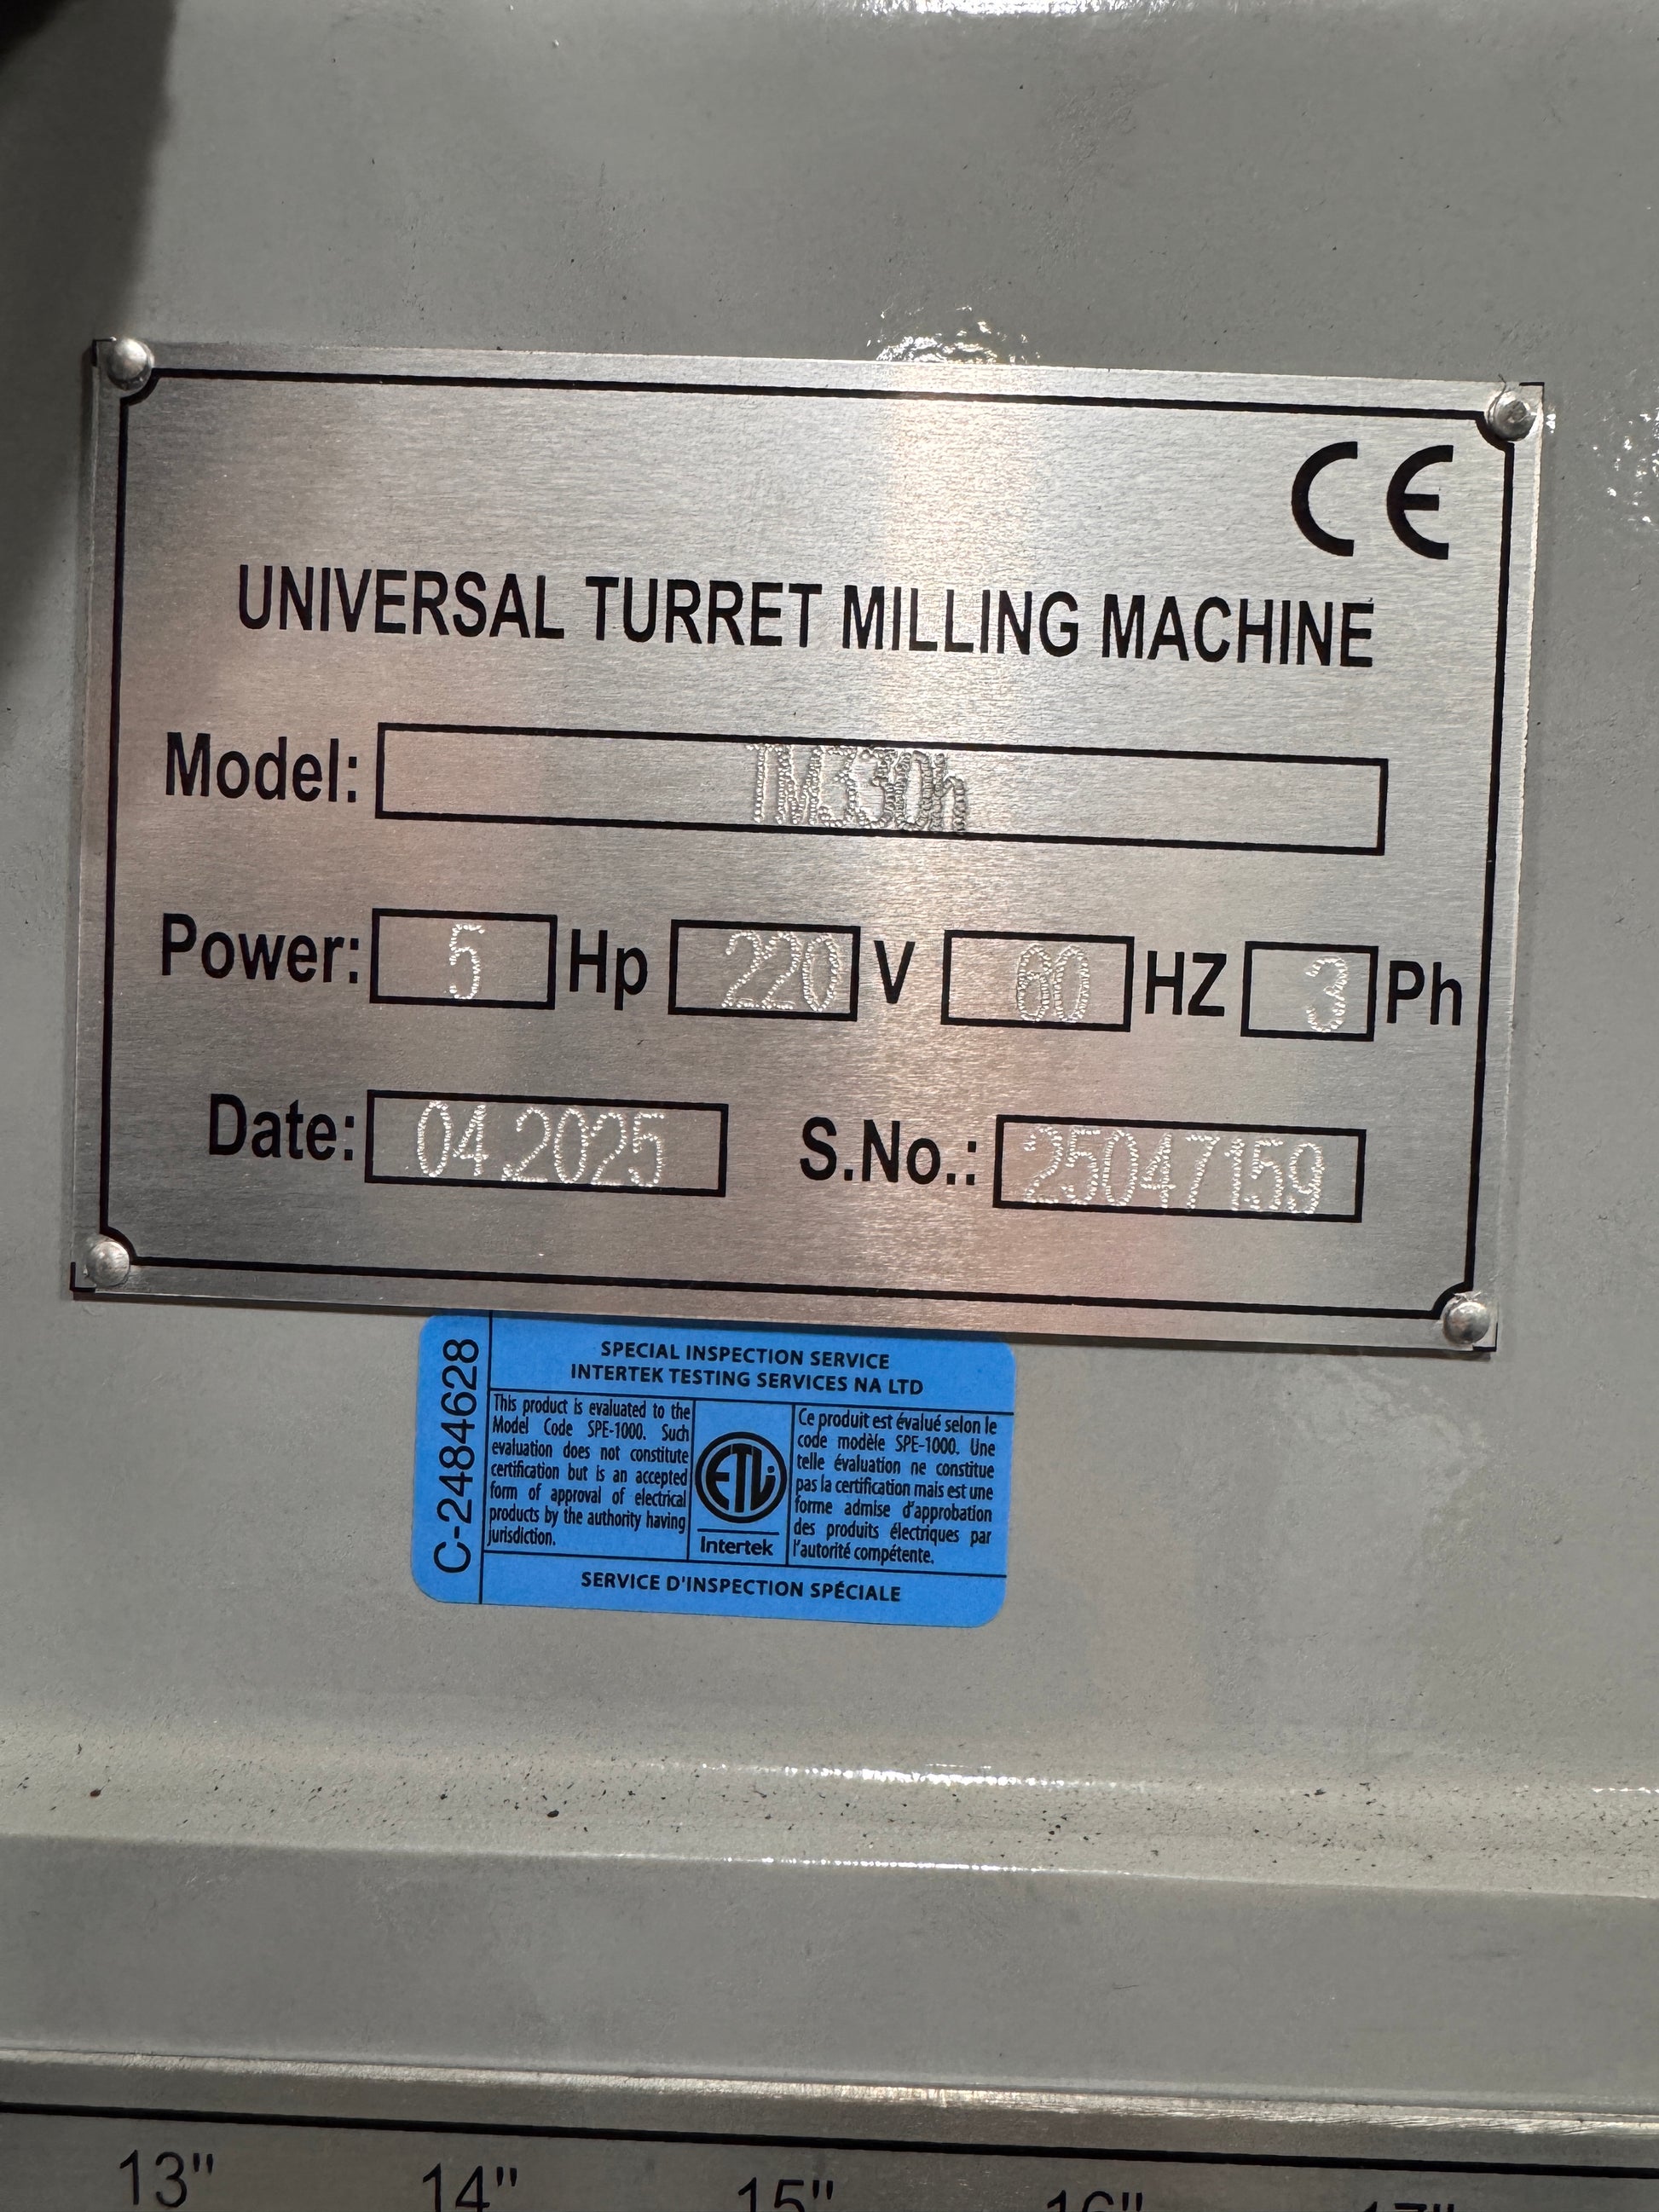 CE
UNIVERSAL TURRET MILLING MACHINE
Model: TM330h
Power: 5 Hp 220 V 60 HZ 3 Ph
Date: 04.2025 S.No.: 25047159
C-2484628
SPECIAL INSPECTION SERVICE
INTERTEK TESTING SERVICES NA LTD
This product is evaluated to the
Model Code SPE-1000. Such
evaluation does not constitute
certification but is an accepted
form of approval of electrical
products by the authority having
jurisdiction.
ETL
Intertek
Ce produit est évalué selon le
code modèle SPE-1000. Une
telle évaluation ne constitue
pas la certification mais est une
forme admise d'approbation
des produits électriques par
l'autorité compétente.
SERVICE D'INSPECTION SPÉCIALE
13" 14" 15" 16" 17"